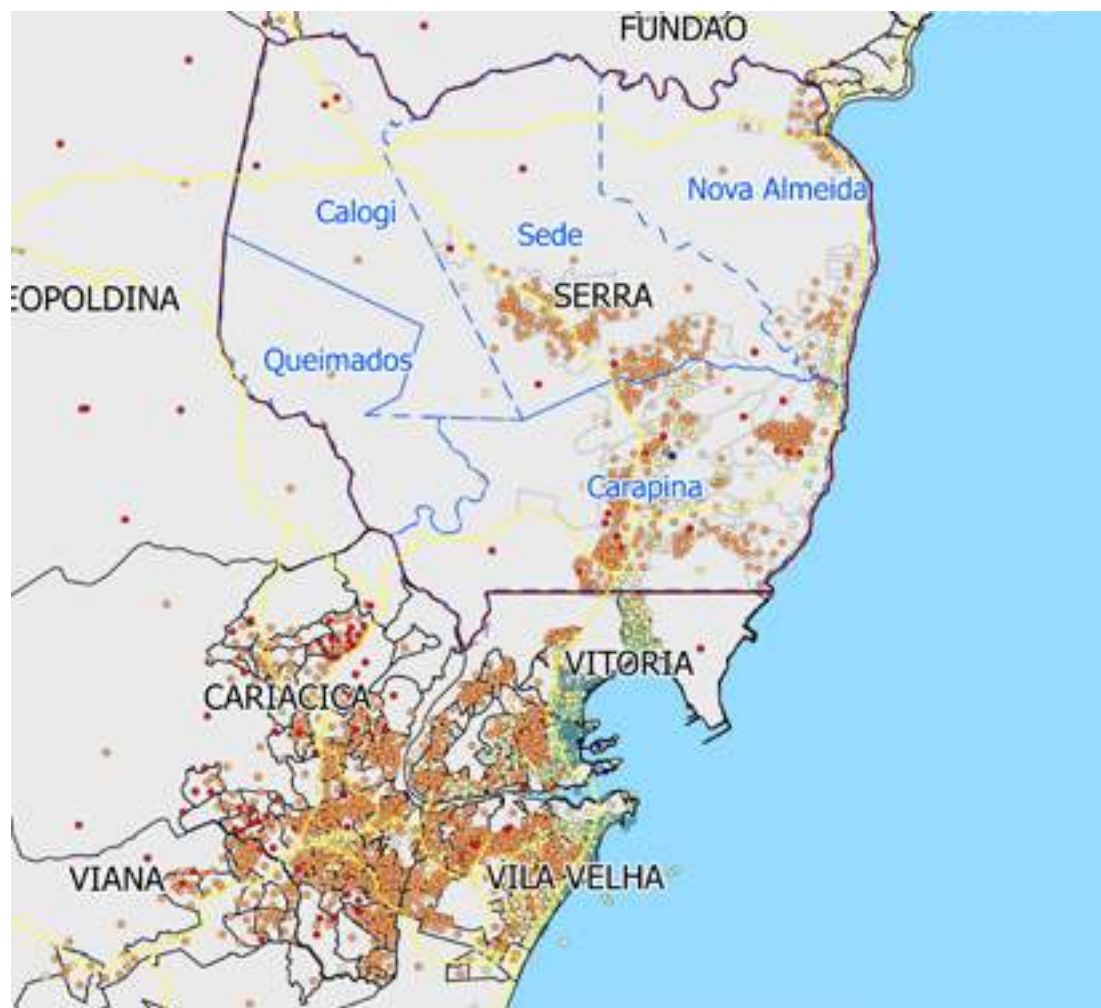 FUNDAO
Nova Almeida
Calogi
Sede
EOPOLDINA
SERRA
Queimados
Carapina
VITORIA
CARIACICA
VIANA
VILA VELHA